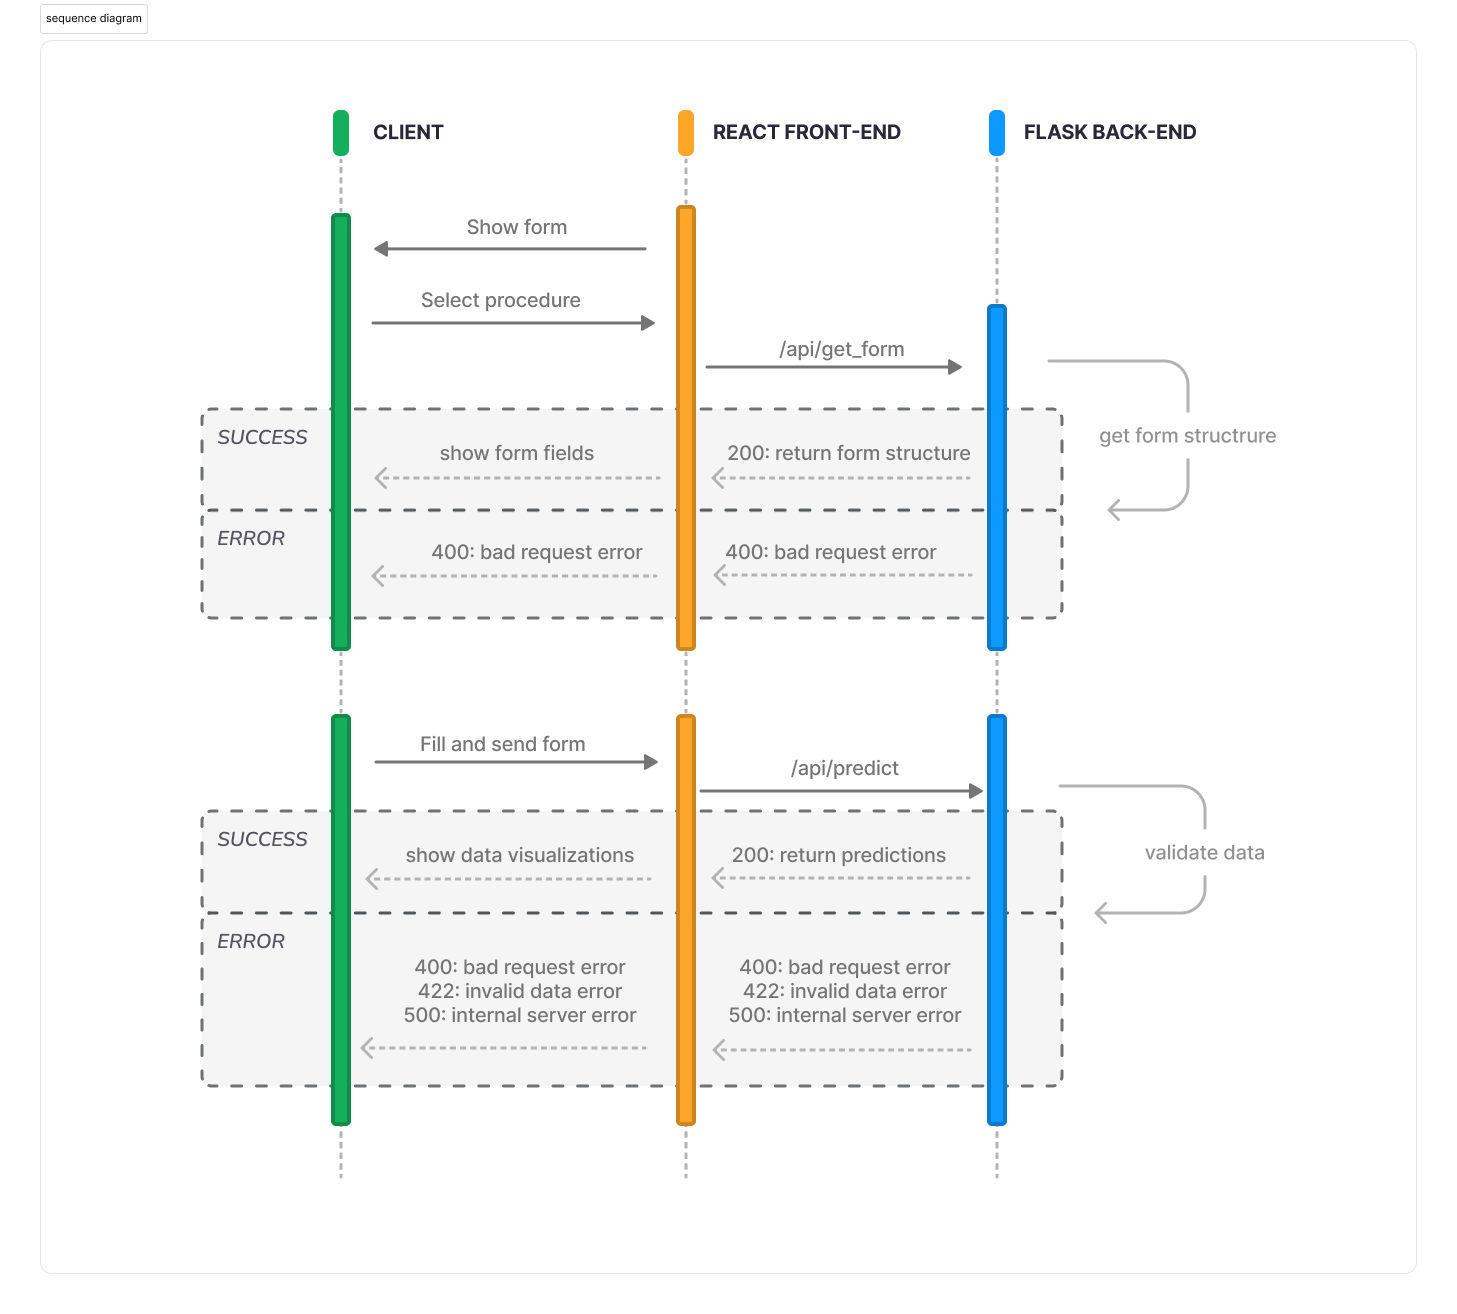 sequence diagram
CLIENT
REACT FRONT-END
FLASK BACK-END
Show form
Select procedure
/api/get_form
SUCCESS
show form fields
200: return form structure
get form structrure
ERROR
400: bad request error
400: bad request error
Fill and send form
/api/predict
SUCCESS
show data visualizations
200: return predictions
validate data
ERROR
400: bad request error
422: invalid data error
500: internal server error
400: bad request error
422: invalid data error
500: internal server error